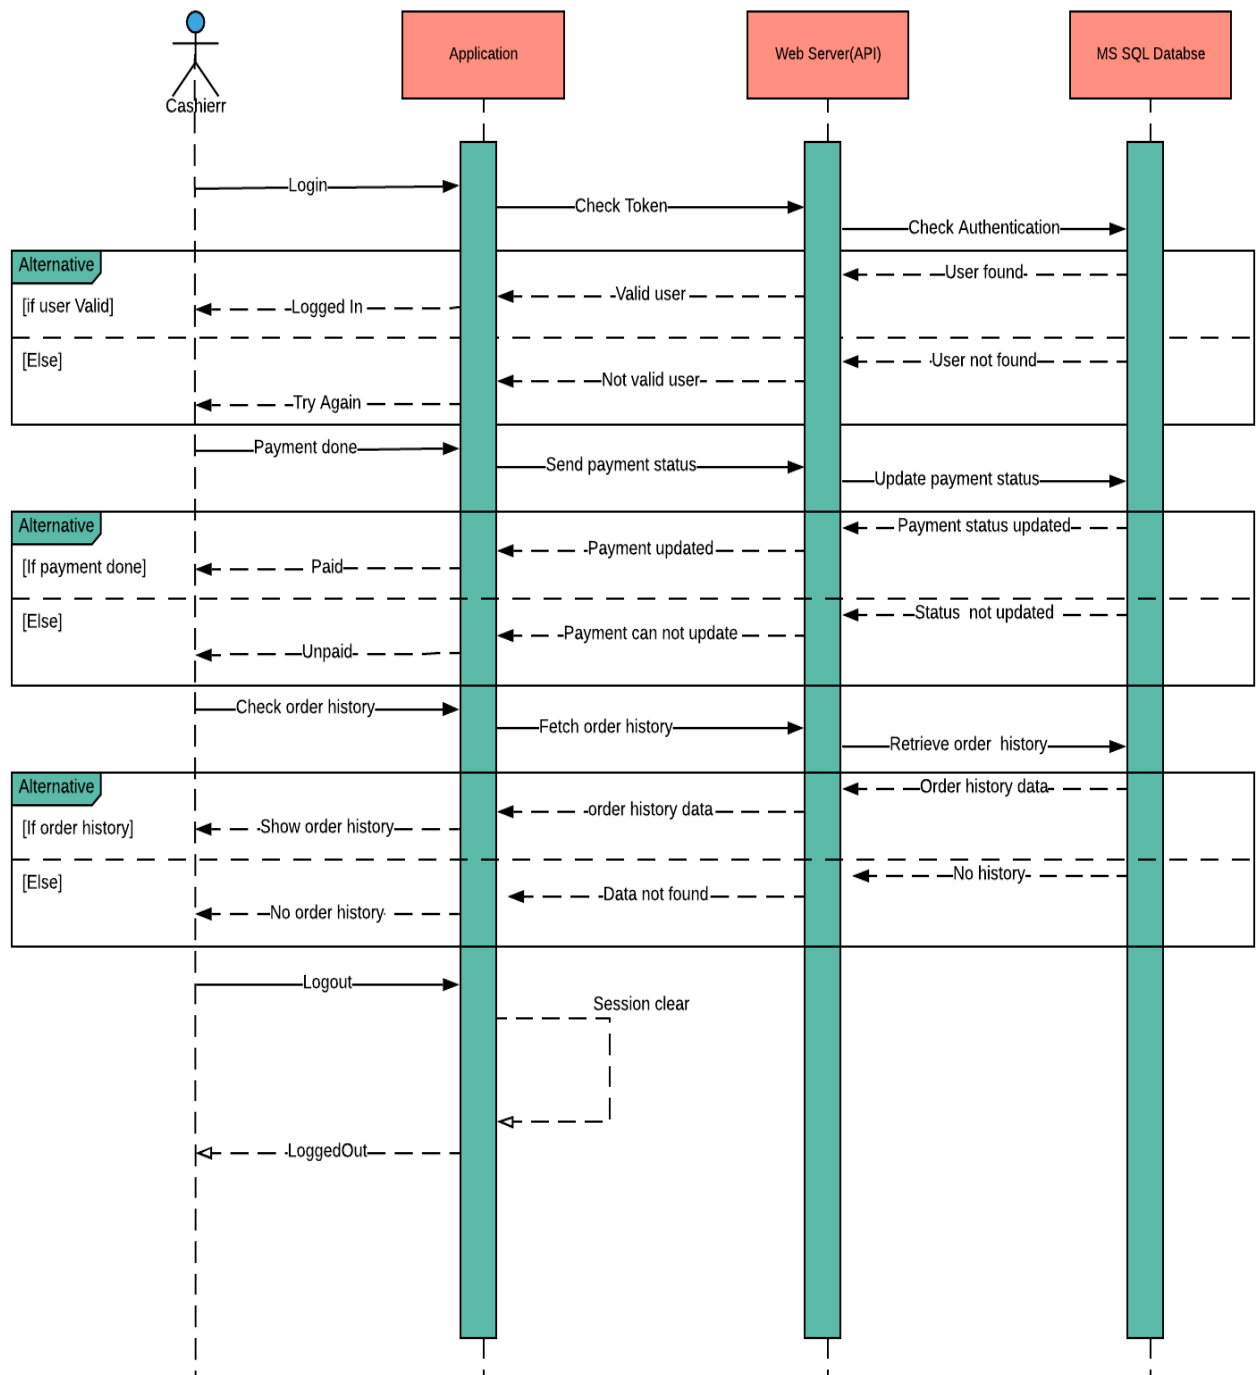 Cashierr
Application
Web Server(API)
MS SQL Databse
Login
Check Token
Check Authentication
Alternative
User found
Valid user
[if user Valid]
Logged In
[Else]
User not found
Not valid user
Try Again
Payment done
Send payment status
Update payment status
Alternative
Payment status updated
Payment updated
[If payment done]
Paid
Status not updated
[Else]
Payment can not update
Unpaid
Check order history
Fetch order history
Retrieve order history
Alternative
Order history data
order history data
[If order history]
Show order history
No history
[Else]
Data not found
No order history
Logout
Session clear
LoggedOut